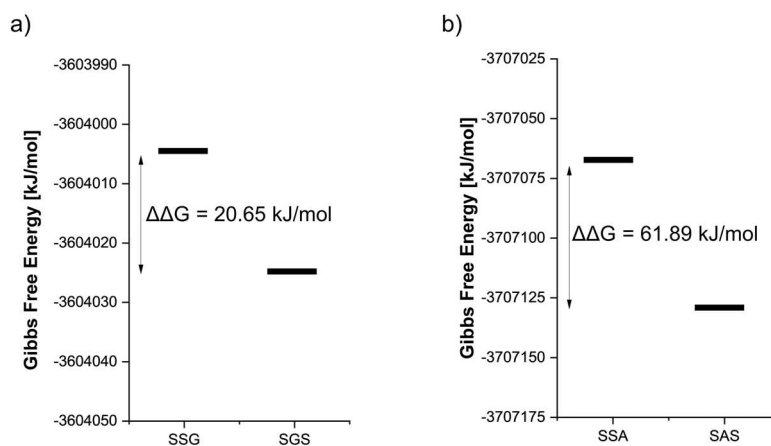 a)
-3603990
-3604000
-3604010
-3604020
-3604030
-3604040
-3604050
Gibbs Free Energy [kJ/mol]
ΔΔG = 20.65 kJ/mol
SSG
SGS
b)
-3707025
-3707050
-3707075
-3707100
-3707125
-3707150
-3707175
Gibbs Free Energy [kJ/mol]
ΔΔG = 61.89 kJ/mol
SSA
SAS